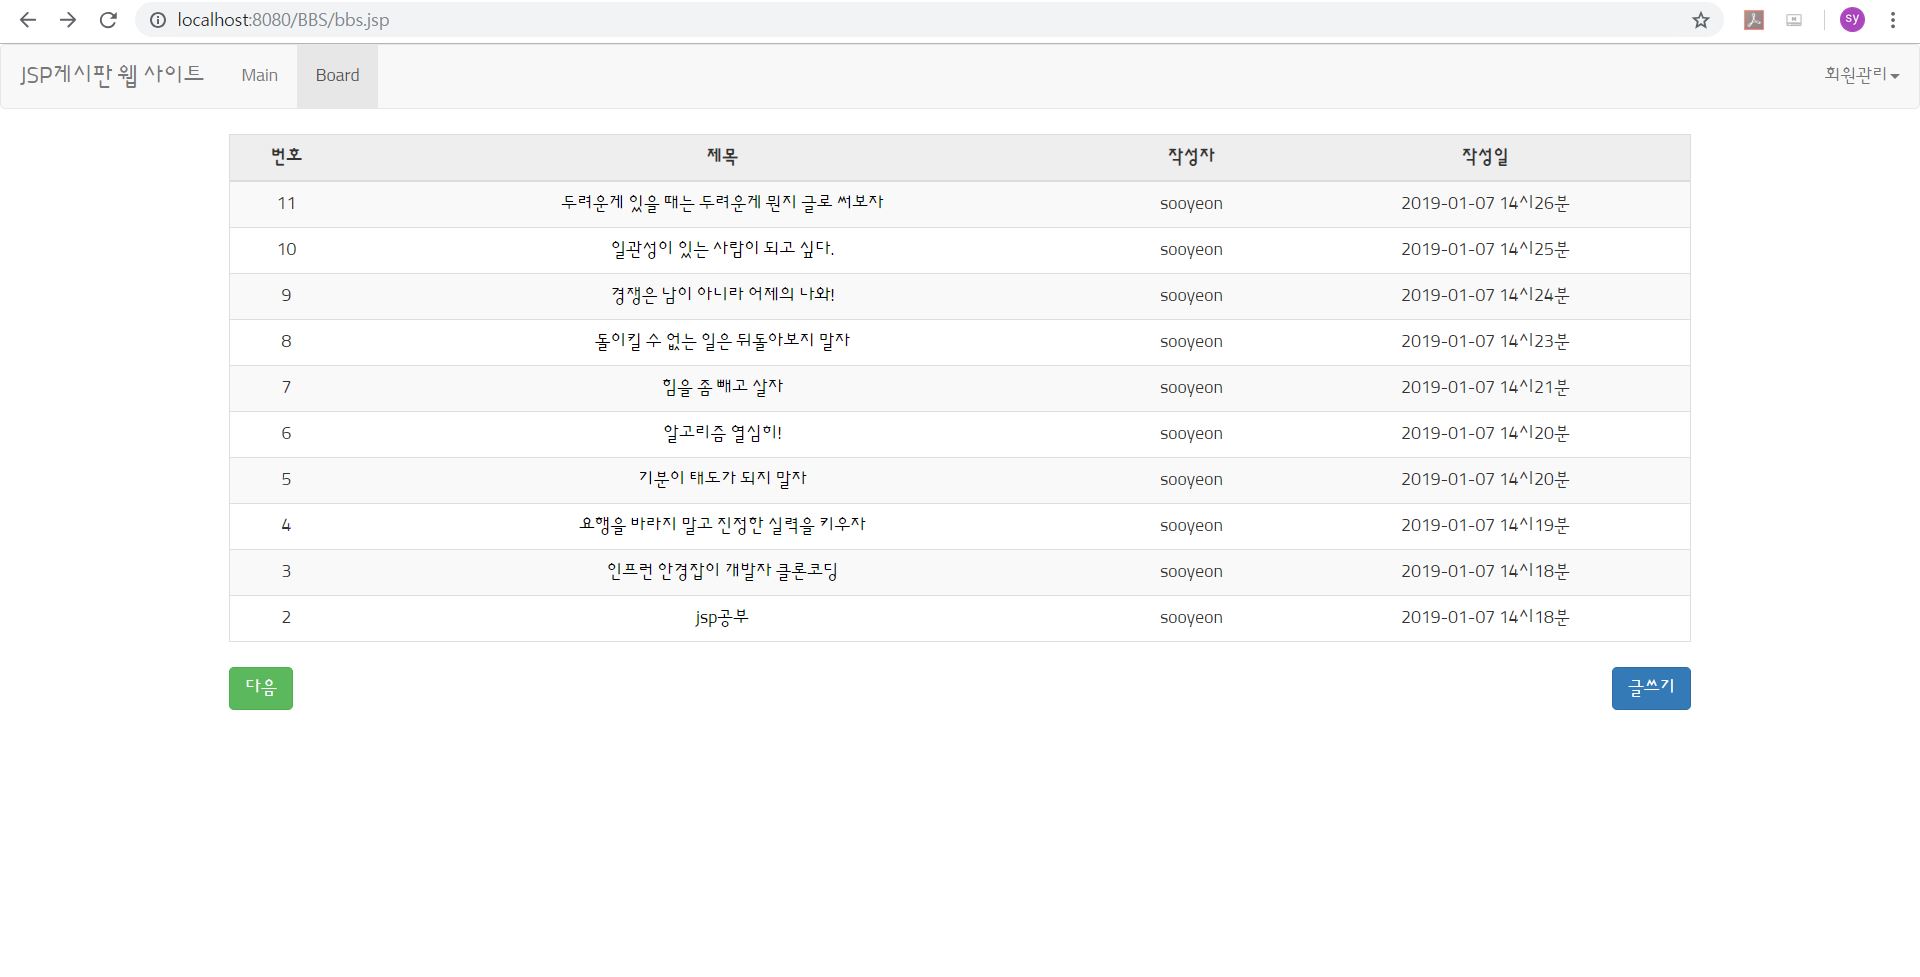 localhost:8080/BBS/bbs.jsp
sy
JSP게시판 웹 사이트 Main Board 회원관리
번호 제목 작성자 작성일
11 두려운게 있을 때는 두려운게 뭔지 글로 써보자 sooyeon 2019-01-07 14시26분
10 일관성이 있는 사람이 되고 싶다. sooyeon 2019-01-07 14시25분
9 경쟁은 남이 아니라 어제의 나와! sooyeon 2019-01-07 14시24분
8 돌이킬 수 없는 일은 뒤돌아보지 말자 sooyeon 2019-01-07 14시23분
7 힘을 좀 빼고 살자 sooyeon 2019-01-07 14시21분
6 알고리즘 열심히! sooyeon 2019-01-07 14시20분
5 기분이 태도가 되지 말자 sooyeon 2019-01-07 14시20분
4 요행을 바라지 말고 진정한 실력을 키우자 sooyeon 2019-01-07 14시19분
3 인프런 안경잡이 개발자 클론코딩 sooyeon 2019-01-07 14시18분
2 jsp공부 sooyeon 2019-01-07 14시18분
다음 글쓰기